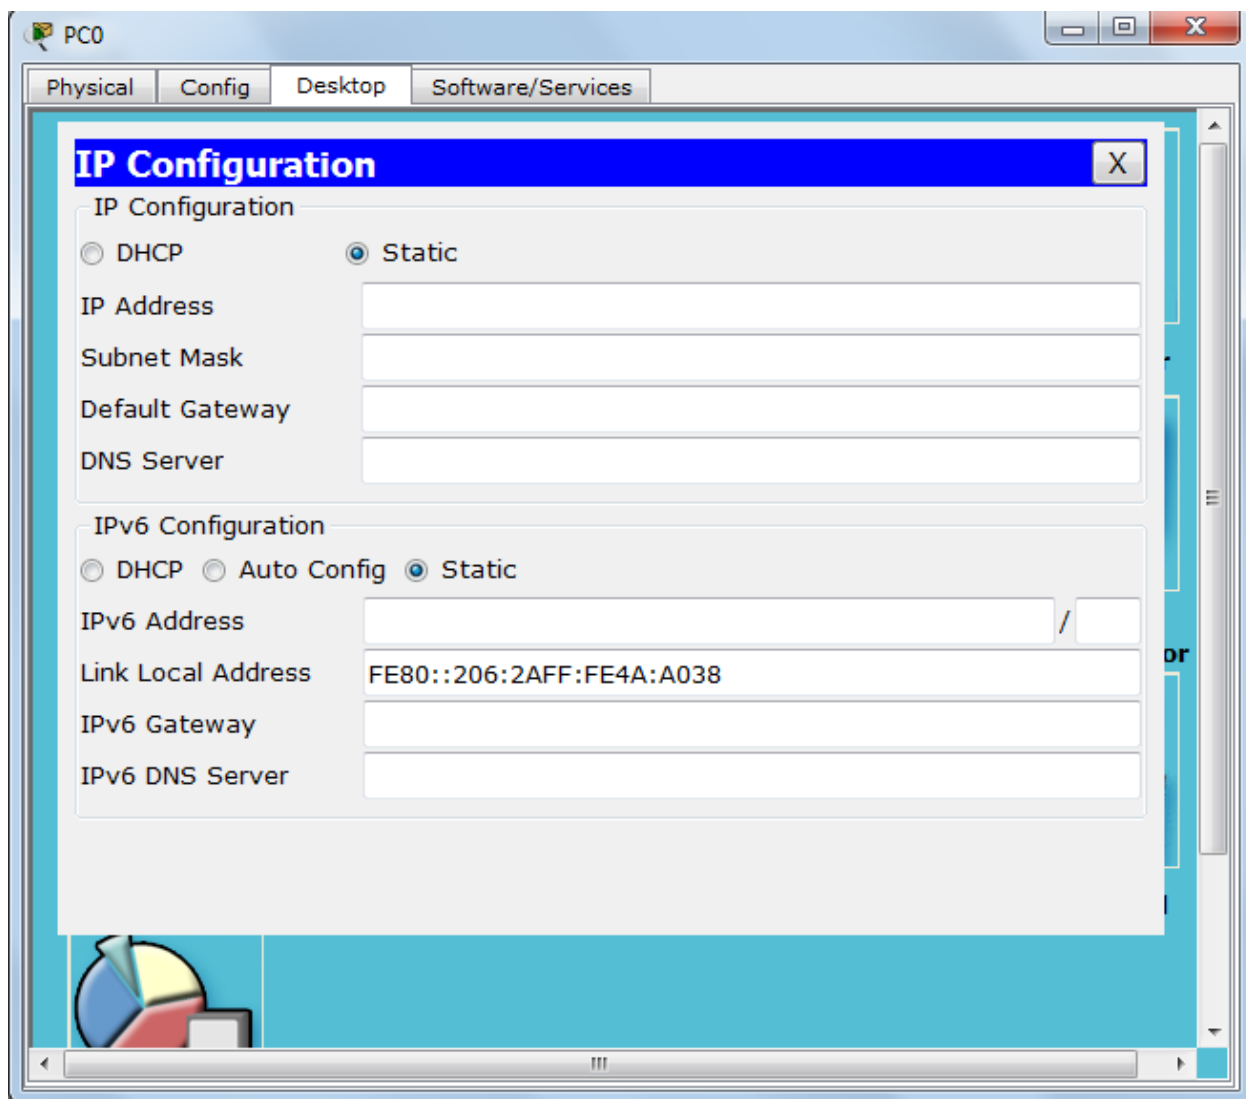 PC0
Physical Config Desktop Software/Services
IP Configuration X
IP Configuration
DHCP Static
IP Address
Subnet Mask
Default Gateway
DNS Server
IPv6 Configuration
DHCP Auto Config Static
IPv6 Address /
Link Local Address FE80::206:2AFF:FE4A:A038
or
IPv6 Gateway
IPv6 DNS Server